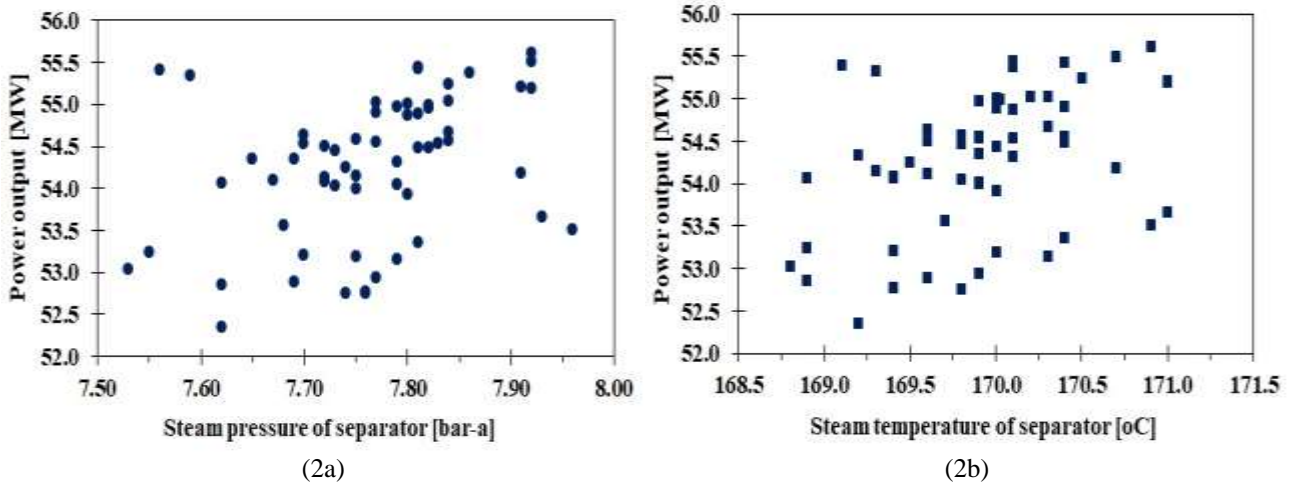 56.0
55.5
55.0
54.5
54.0
53.5
53.0
52.5
52.0
Power output [MW]
7.50 7.60 7.70 7.80 7.90 8.00
Steam pressure of separator [bar-a]
(2a)
56.0
55.5
55.0
54.5
54.0
53.5
53.0
52.5
52.0
Power output [MW]
168.5 169.0 169.5 170.0 170.5 171.0 171.5
Steam temperature of separator [oC]
(2b)